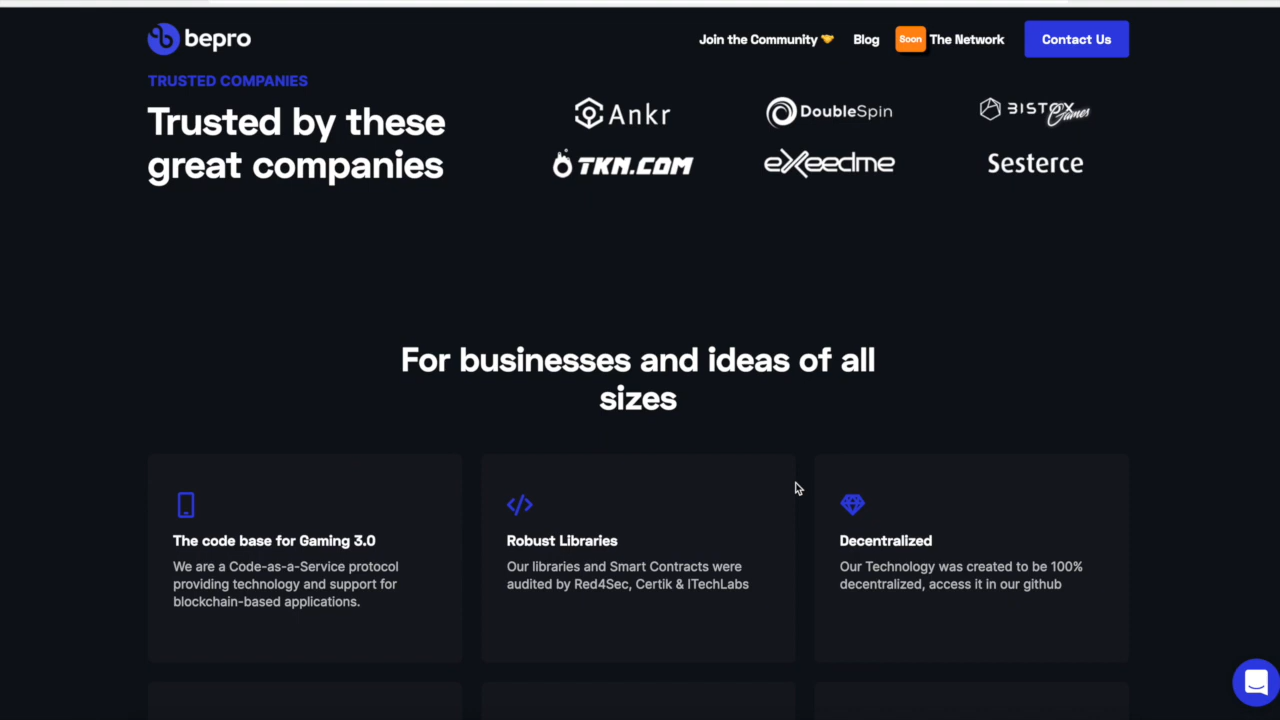 bepro
Join the Community
Blog
Soon
The Network
Contact Us
TRUSTED COMPANIES
Trusted by these
great companies
Ankr
DoubleSpin
BISTOX
Games
TKN.COM
exeedme
Sesterce
For businesses and ideas of all
sizes
The code base for Gaming 3.0
We are a Code-as-a-Service protocol
providing technology and support for
blockchain-based applications.
Robust Libraries
Our libraries and Smart Contracts were
audited by Red4Sec, Certik & ITechLabs
Decentralized
Our Technology was created to be 100%
decentralized, access it in our github